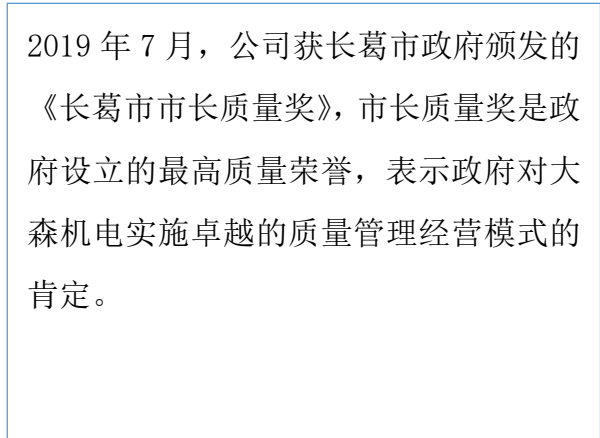 2019 年 7 月，公司获长葛市政府颁发的
《长葛市市长质量奖》，市长质量奖是政
府设立的最高质量荣誉，表示政府对大
森机电实施卓越的质量管理经营模式的
肯定。